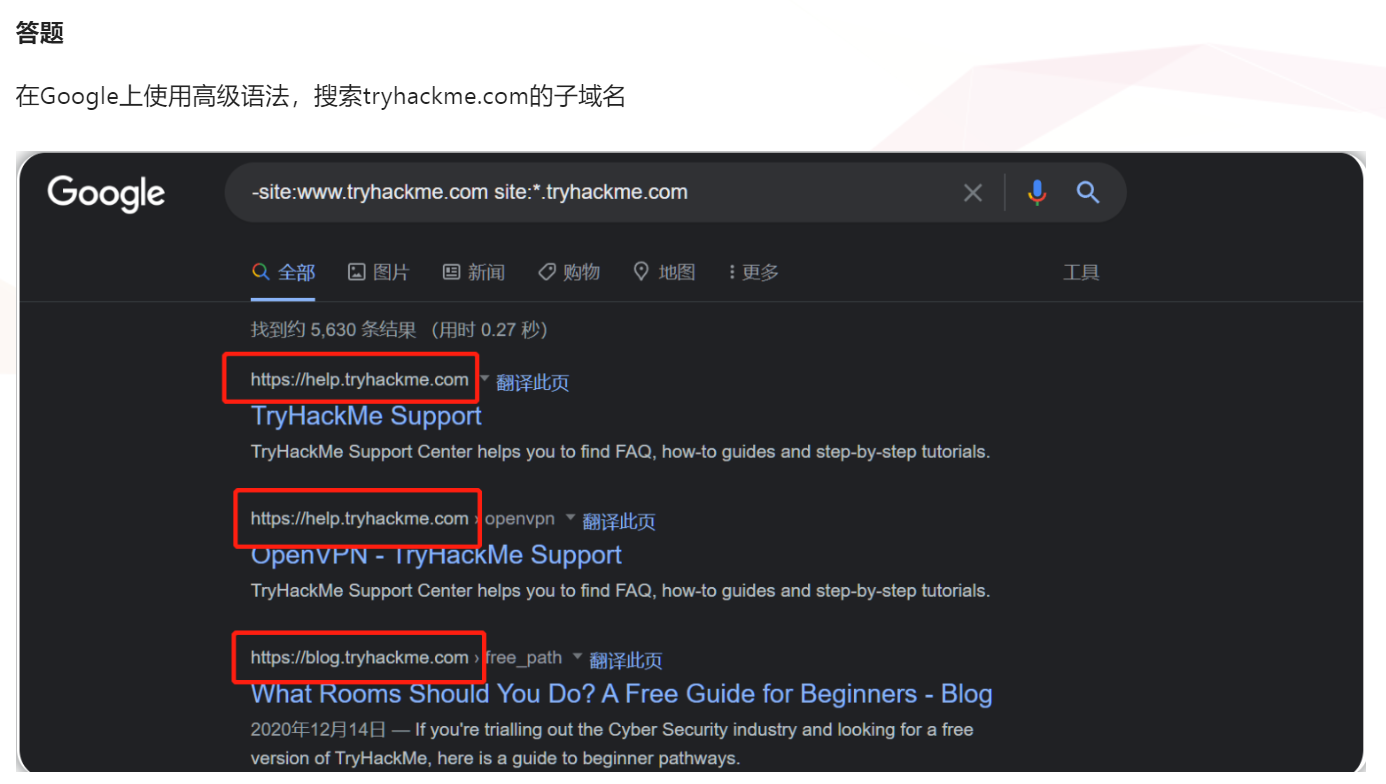 答题
在Google上使用高级语法，搜索tryhackme.com的子域名
Google
-site:www.tryhackme.com site:*.tryhackme.com
全部 图片 新闻 购物 地图 更多 工具
找到约 5,630 条结果 （用时 0.27 秒）
https://help.tryhackme.com 翻译此页
TryHackMe Support
TryHackMe Support Center helps you to find FAQ, how-to guides and step-by-step tutorials.
https://help.tryhackme.com › openvpn 翻译此页
OpenVPN - TryHackMe Support
TryHackMe Support Center helps you to find FAQ, how-to guides and step-by-step tutorials.
https://blog.tryhackme.com › free_path 翻译此页
What Rooms Should You Do? A Free Guide for Beginners - Blog
2020年12月14日 — If you're trialling out the Cyber Security industry and looking for a free
version of TryHackMe, here is a guide to beginner pathways.